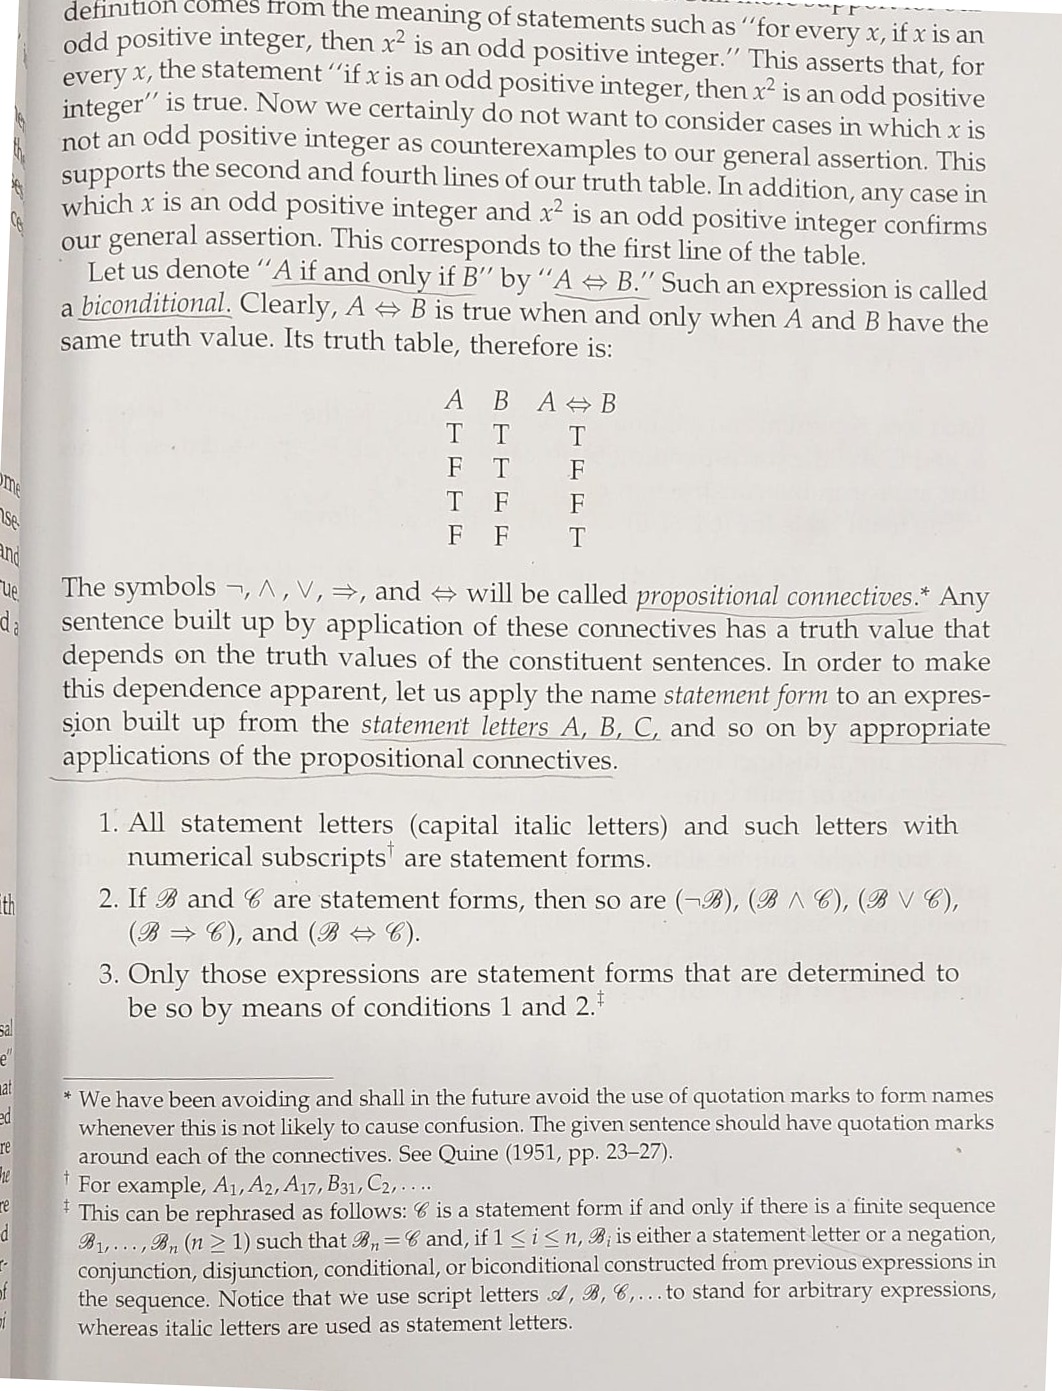 definition comes from the meaning of statements such as "for every x, if x is an
odd positive integer, then x² is an odd positive integer." This asserts that, for
every x, the statement "if x is an odd positive integer, then x² is an odd positive
integer" is true. Now we certainly do not want to consider cases in which x is
not an odd positive integer as counterexamples to our general assertion. This
supports the second and fourth lines of our truth table. In addition, any case in
which x is an odd positive integer and x² is an odd positive integer confirms
our general assertion. This corresponds to the first line of the table.
Let us denote "A if and only if B" by "A ⇔ B." Such an expression is called
a biconditional. Clearly, A ⇔ B is true when and only when A and B have the
same truth value. Its truth table, therefore is:
A B A ⇔ B
T T T
F T F
T F F
F F T
The symbols ¬, ∧, ∨, ⇒, and ⇔ will be called propositional connectives.* Any
sentence built up by application of these connectives has a truth value that
depends on the truth values of the constituent sentences. In order to make
this dependence apparent, let us apply the name statement form to an expres-
sion built up from the statement letters A, B, C, and so on by appropriate
applications of the propositional connectives.
1. All statement letters (capital italic letters) and such letters with
numerical subscripts† are statement forms.
2. If ℬ and 𝒞 are statement forms, then so are (¬ℬ), (ℬ ∧ 𝒞), (ℬ ∨ 𝒞),
(ℬ ⇒ 𝒞), and (ℬ ⇔ 𝒞).
3. Only those expressions are statement forms that are determined to
be so by means of conditions 1 and 2.‡
* We have been avoiding and shall in the future avoid the use of quotation marks to form names
whenever this is not likely to cause confusion. The given sentence should have quotation marks
around each of the connectives. See Quine (1951, pp. 23–27).
† For example, A₁, A₂, A₁₇, B₃₁, C₂, . . ..
‡ This can be rephrased as follows: 𝒞 is a statement form if and only if there is a finite sequence
ℬ₁, . . . , ℬₙ (n ≥ 1) such that ℬₙ = 𝒞 and, if 1 ≤ i ≤ n, ℬᵢ is either a statement letter or a negation,
conjunction, disjunction, conditional, or biconditional constructed from previous expressions in
the sequence. Notice that we use script letters 𝒜, ℬ, 𝒞, . . . to stand for arbitrary expressions,
whereas italic letters are used as statement letters.